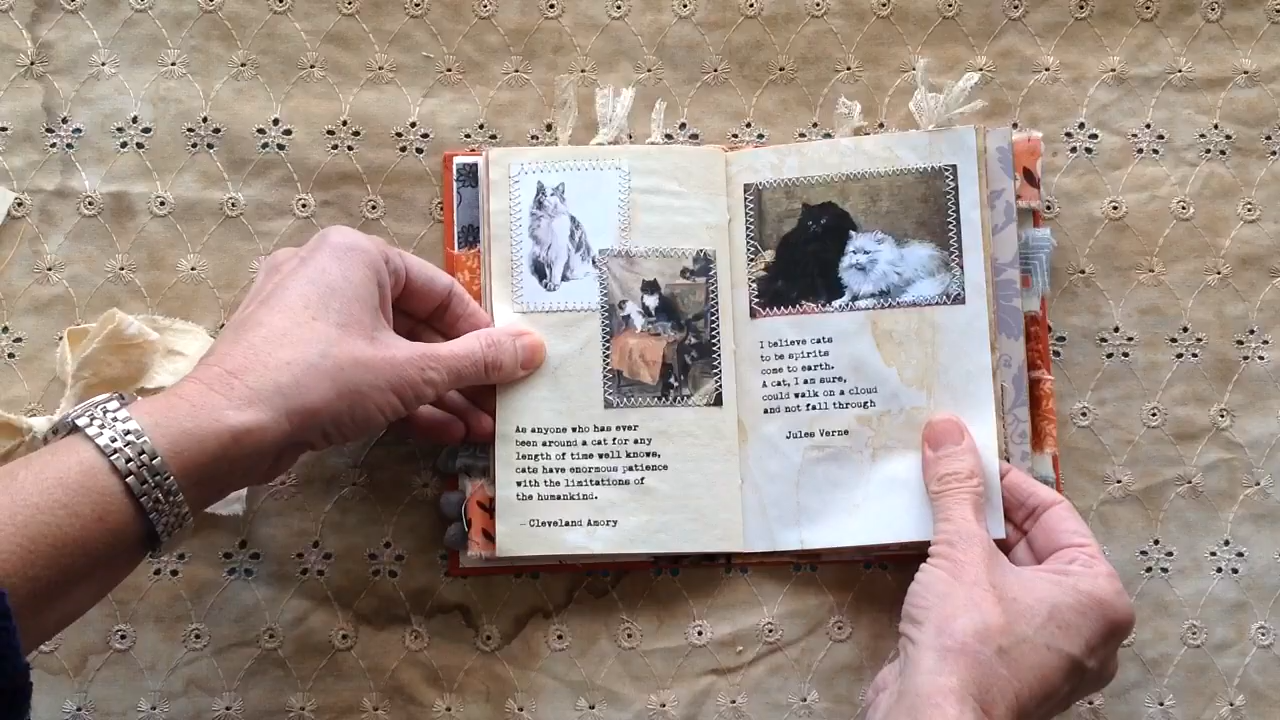 As anyone who has ever
been around a cat for any
length of time well knows,
cats have enormous patience
with the limitations of
the humankind.
— Cleveland Amory
I believe cats
to be spirits
come to earth.
A cat, I am sure,
could walk on a cloud
and not fall through
Jules Verne